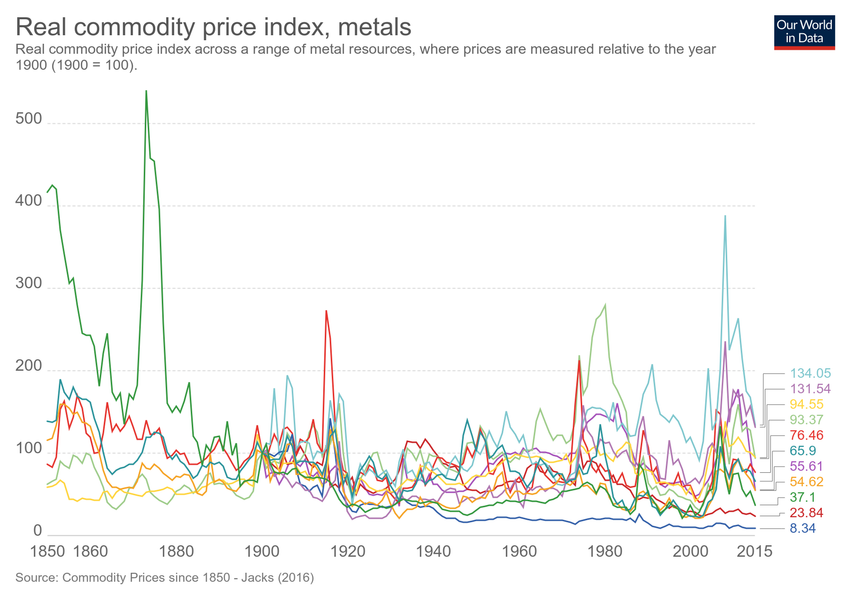 Real commodity price index, metals
Our World
in Data
Real commodity price index across a range of metal resources, where prices are measured relative to the year
1900 (1900 = 100).
500
400
300
200
100
0
1850 1860 1880 1900 1920 1940 1960 1980 2000 2015
134.05
131.54
94.55
93.37
76.46
65.9
55.61
54.62
37.1
23.84
8.34
Source: Commodity Prices since 1850 - Jacks (2016)